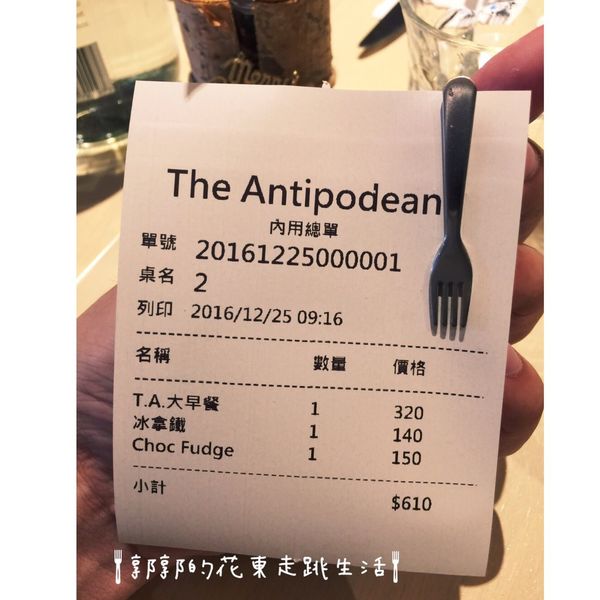 Merry
The Antipodean
內用總單
單號 20161225000001
桌名 2
列印 2016/12/25 09:16
名稱 數量 價格
T.A.大早餐 1 320
冰拿鐵 1 140
Choc Fudge 1 150
小計 $610
郭郭的花東走跳生活